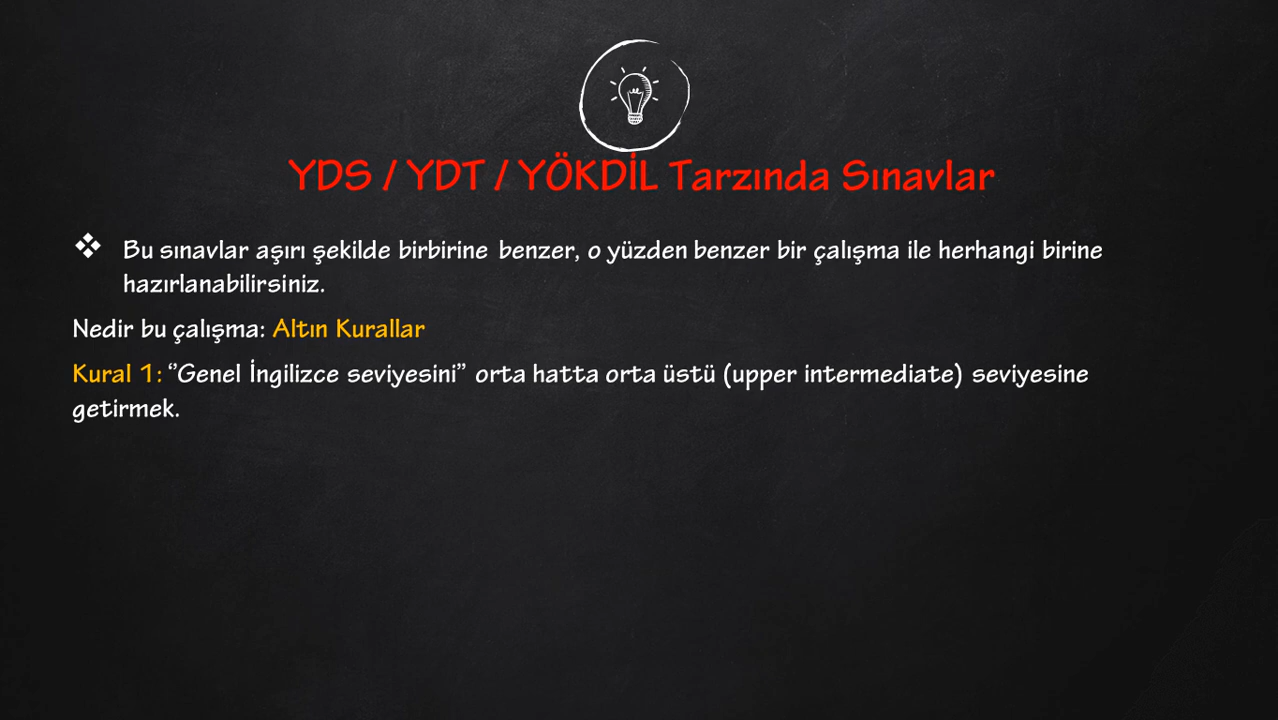 YDS / YDT / YÖKDİL Tarzında Sınavlar
❖ Bu sınavlar aşırı şekilde birbirine benzer, o yüzden benzer bir çalışma ile herhangi birine
hazırlanabilirsiniz.
Nedir bu çalışma: Altın Kurallar
Kural 1: ‘’Genel İngilizce seviyesini’’ orta hatta orta üstü (upper intermediate) seviyesine
getirmek.